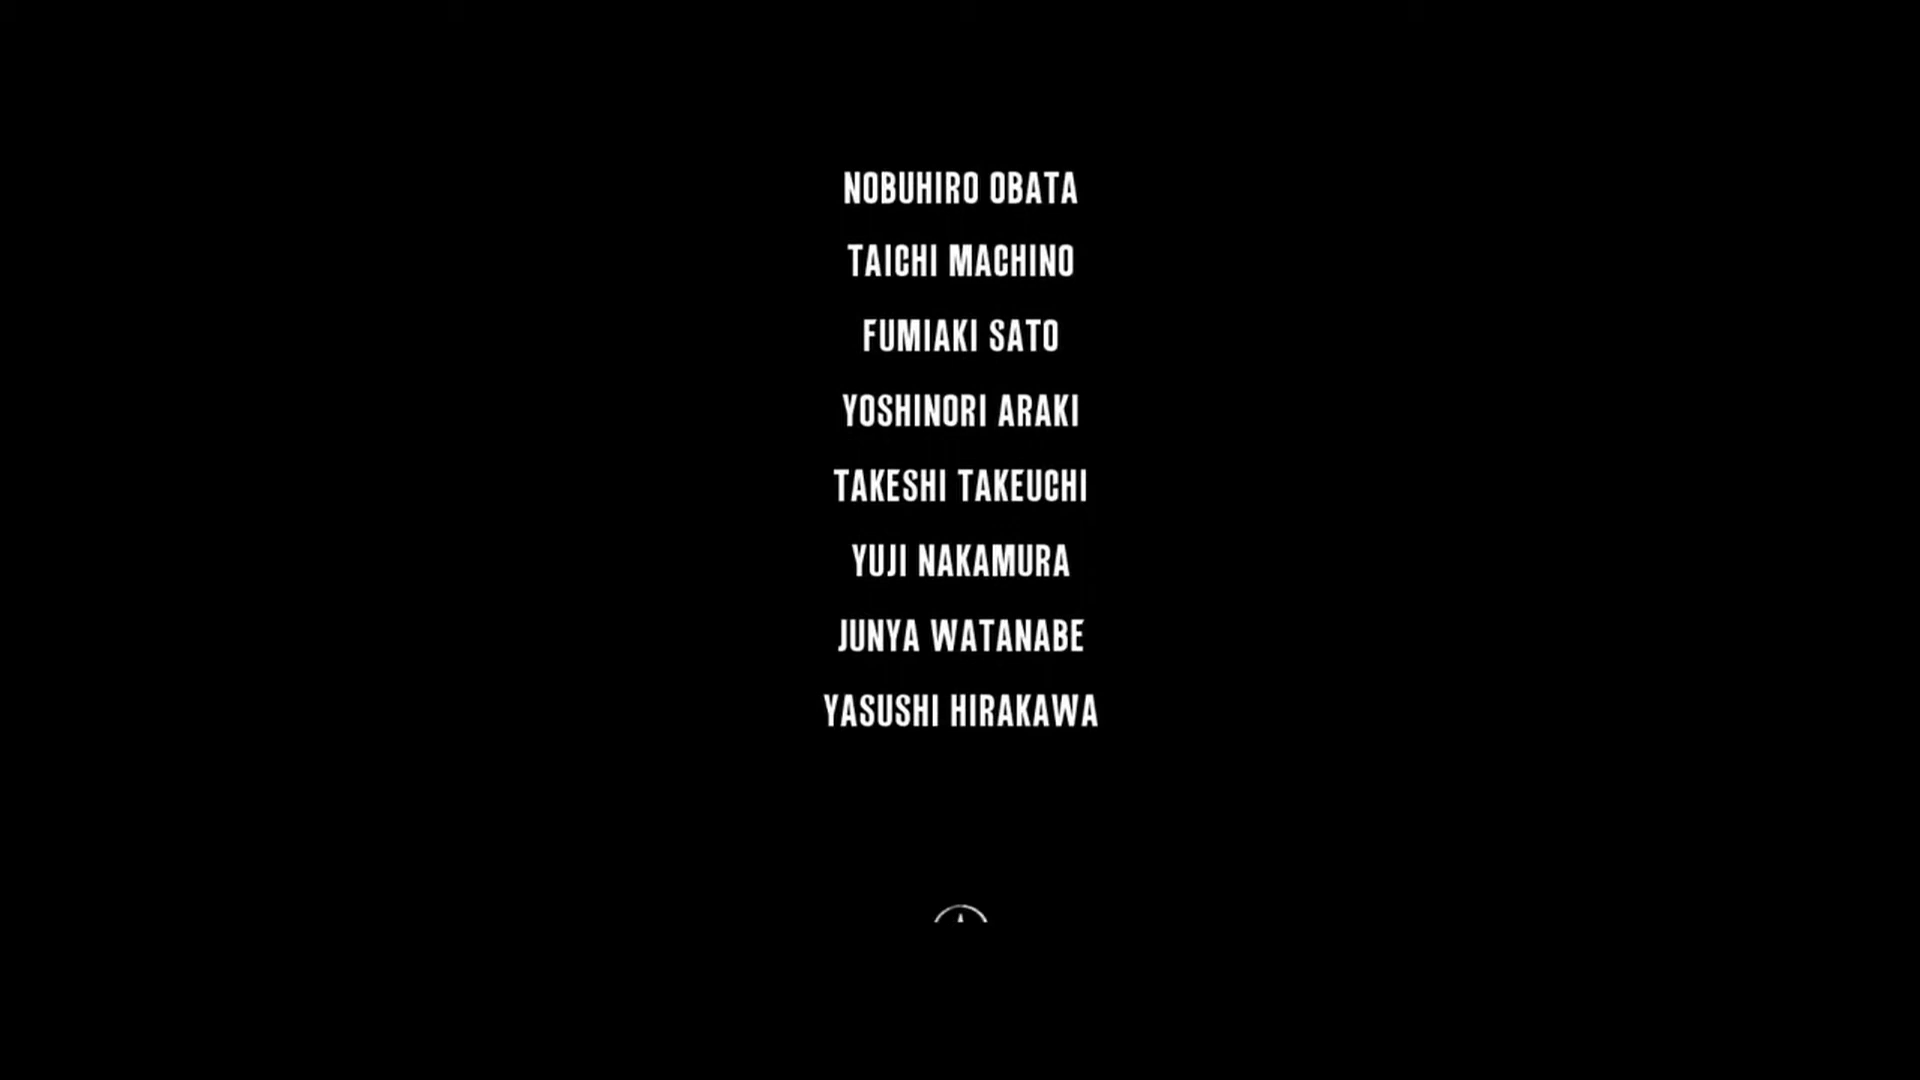 NOBUHIRO OBATA
TAICHI MACHINO
FUMIAKI SATO
YOSHINORI ARAKI
TAKESHI TAKEUCHI
YUJI NAKAMURA
JUNYA WATANABE
YASUSHI HIRAKAWA